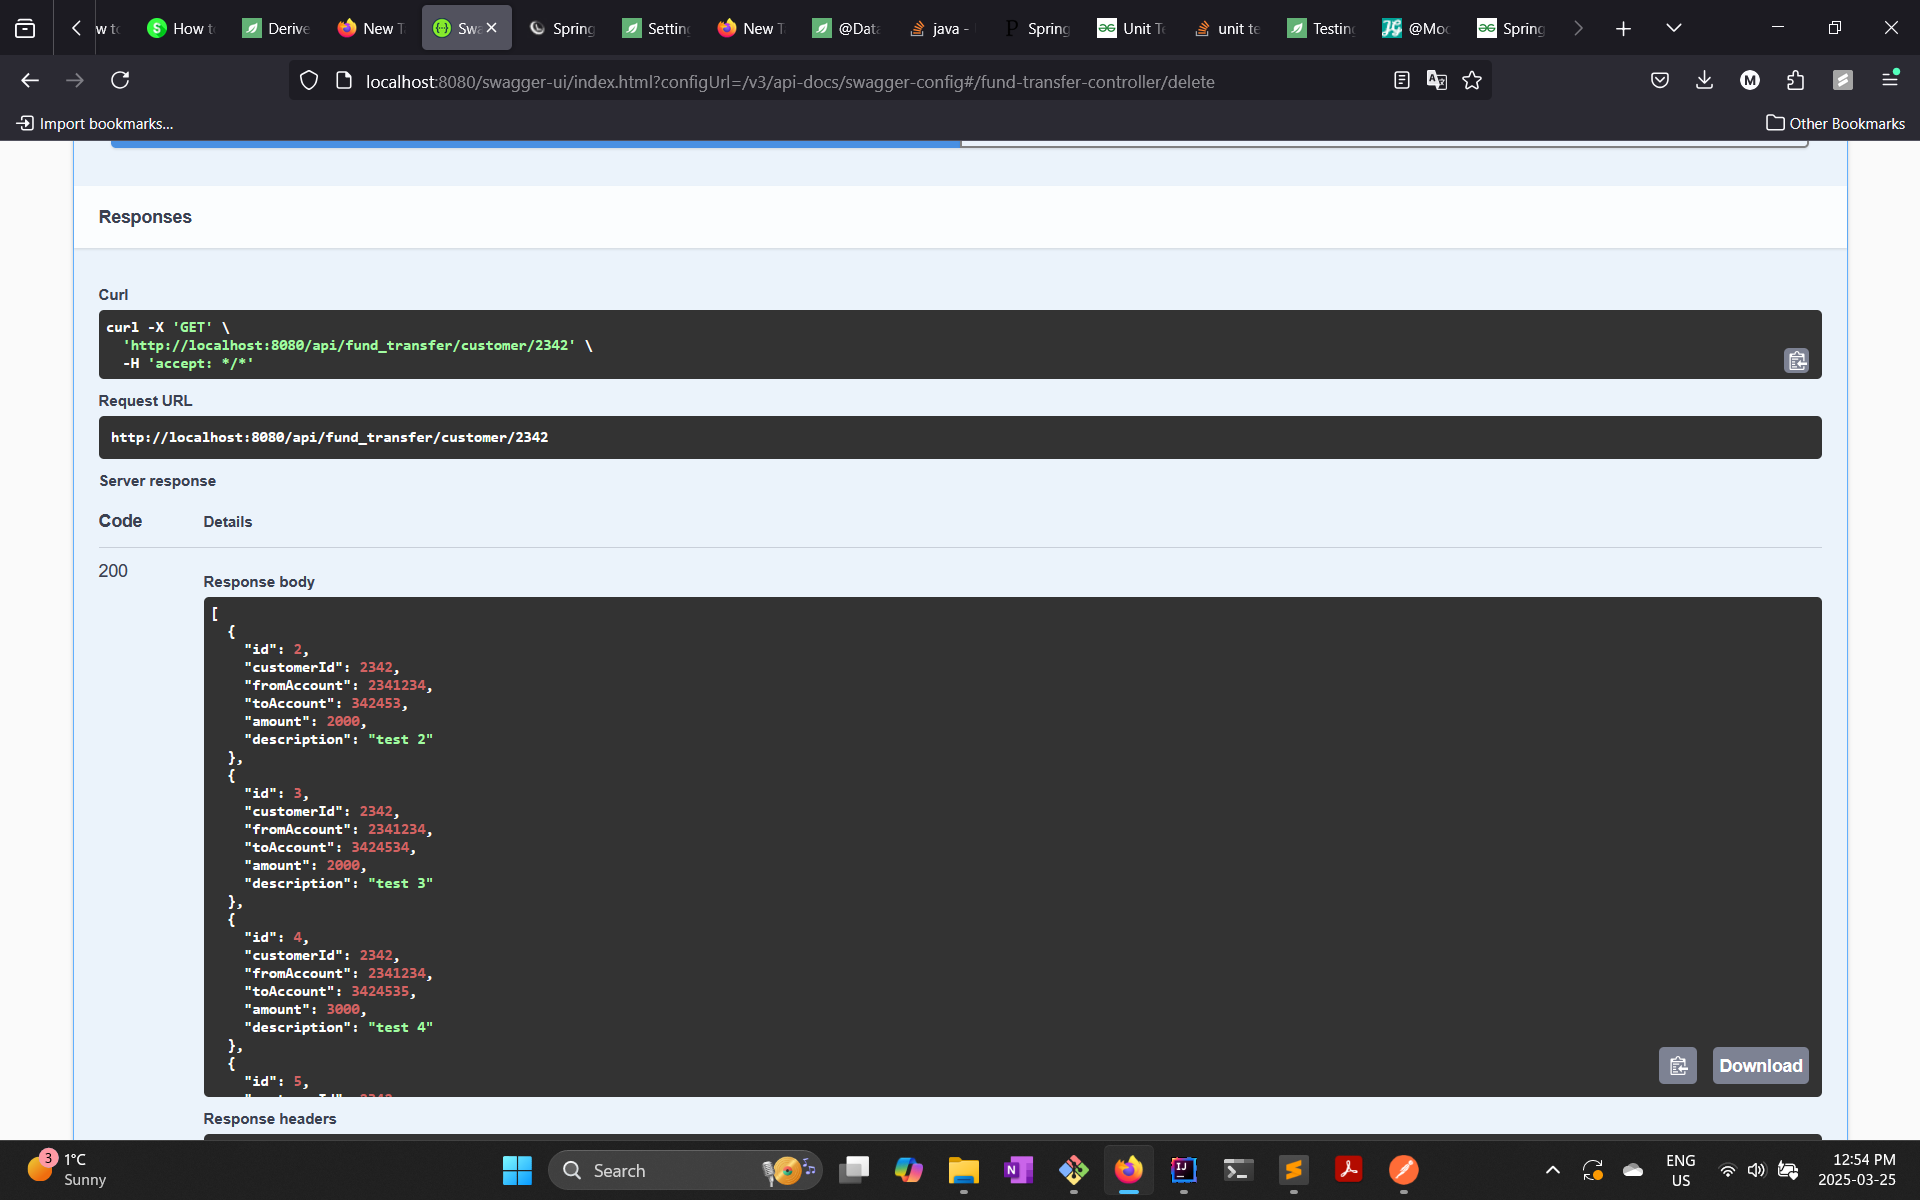 w to
How to
Derive
New T
Swa
Spring
Setting
New T
@Data
java -
Spring
Unit Te
unit te
Testing
@Moc
Spring
localhost:8080/swagger-ui/index.html?configUrl=/v3/api-docs/swagger-config#/fund-transfer-controller/delete
Import bookmarks...
Other Bookmarks
Responses
Curl
curl -X 'GET' \
'http://localhost:8080/api/fund_transfer/customer/2342' \
-H 'accept: */*'
Request URL
http://localhost:8080/api/fund_transfer/customer/2342
Server response
Code Details
200
Response body
[
{
"id": 2,
"customerId": 2342,
"fromAccount": 2341234,
"toAccount": 342453,
"amount": 2000,
"description": "test 2"
},
{
"id": 3,
"customerId": 2342,
"fromAccount": 2341234,
"toAccount": 3424534,
"amount": 2000,
"description": "test 3"
},
{
"id": 4,
"customerId": 2342,
"fromAccount": 2341234,
"toAccount": 3424535,
"amount": 3000,
"description": "test 4"
},
{
"id": 5,
Download
Response headers
3
1°C
Sunny
Search
ENG
US
12:54 PM
2025-03-25